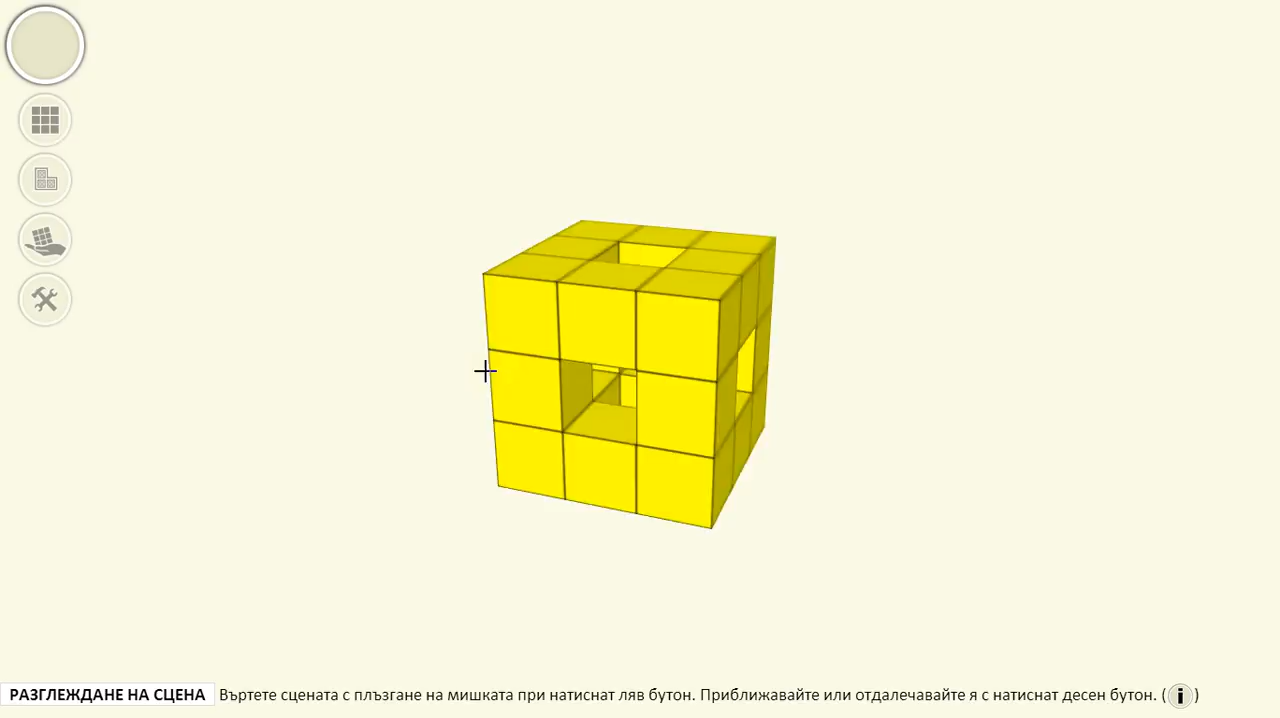 РАЗГЛЕЖДАНЕ НА СЦЕНА Въртете сцената с плъзгане на мишката при натиснат ляв бутон. Приближавайте или отдалечавайте я с натиснат десен бутон. (i)